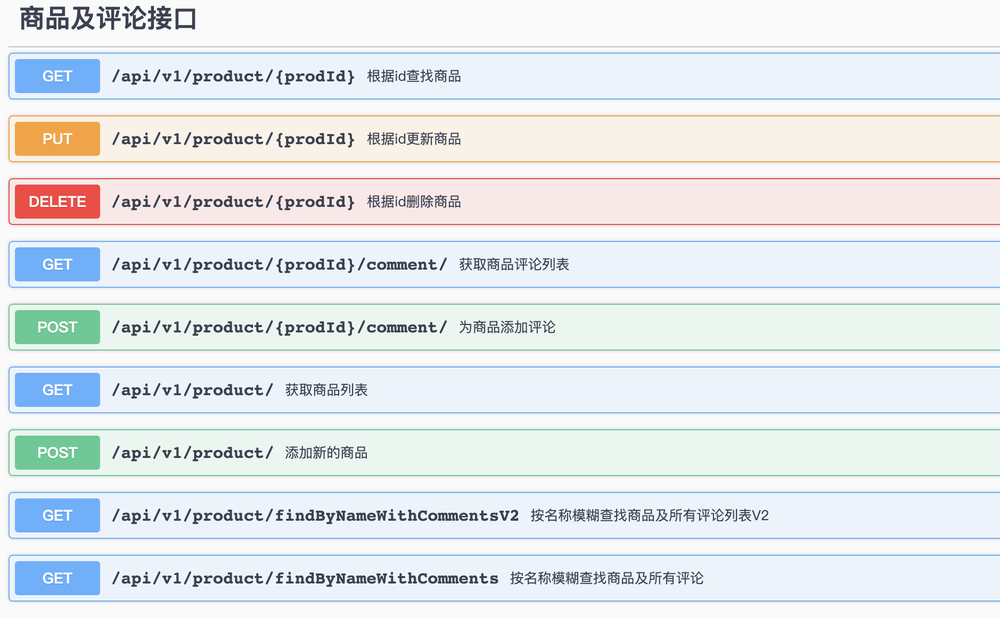 商品及评论接口
GET /api/v1/product/{prodId} 根据id查找商品
PUT /api/v1/product/{prodId} 根据id更新商品
DELETE /api/v1/product/{prodId} 根据id删除商品
GET /api/v1/product/{prodId}/comment/ 获取商品评论列表
POST /api/v1/product/{prodId}/comment/ 为商品添加评论
GET /api/v1/product/ 获取商品列表
POST /api/v1/product/ 添加新的商品
GET /api/v1/product/findByNameWithCommentsV2 按名称模糊查找商品及所有评论列表V2
GET /api/v1/product/findByNameWithComments 按名称模糊查找商品及所有评论